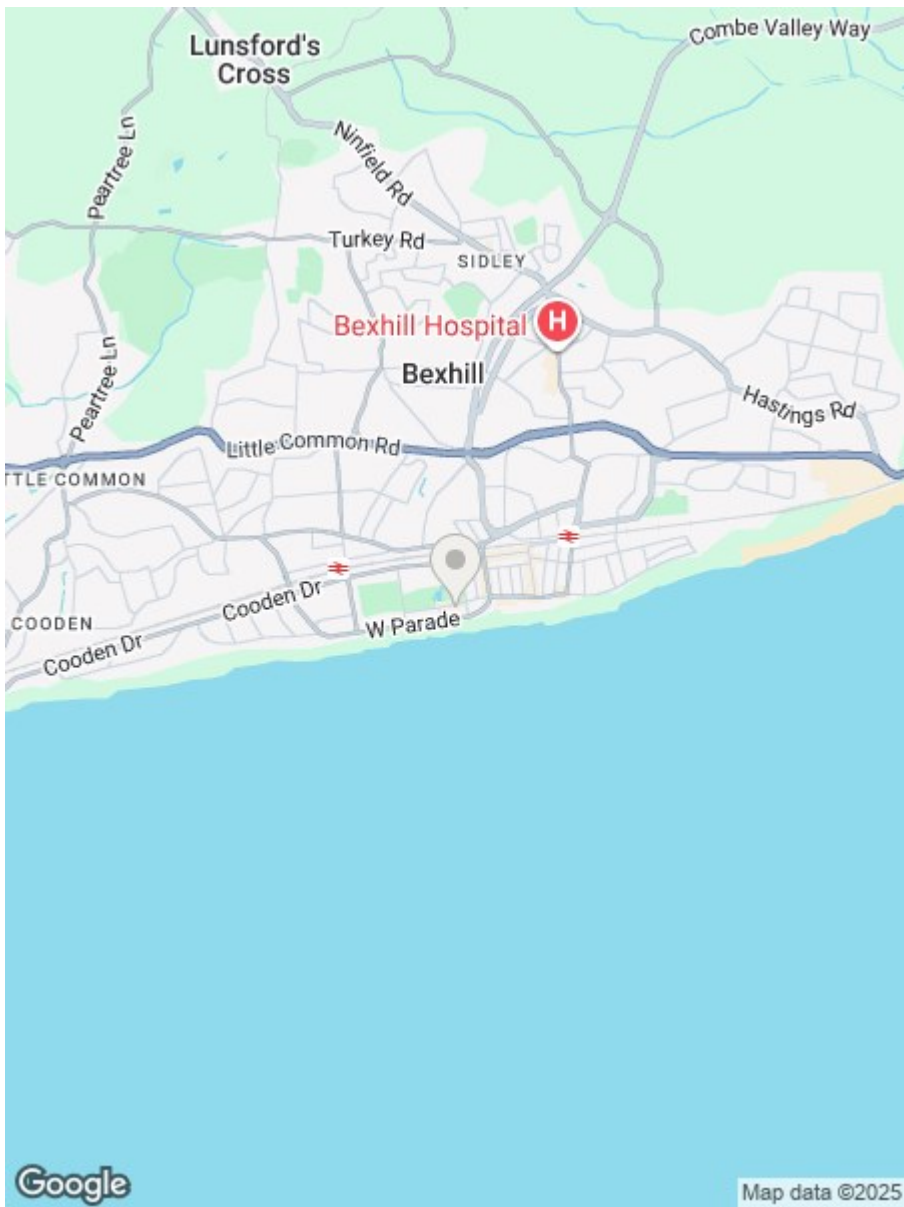 Combe Valley Way
Lunsford's
Cross
Peartree Ln
Ninfield Rd
Turkey Rd
SIDLEY
Bexhill Hospital
H
Bexhill
Peartree Ln
Hastings Rd
Little Common Rd
TTLE COMMON
Cooden Dr
W Parade
COODEN
Cooden Dr
Google
Map data ©2025